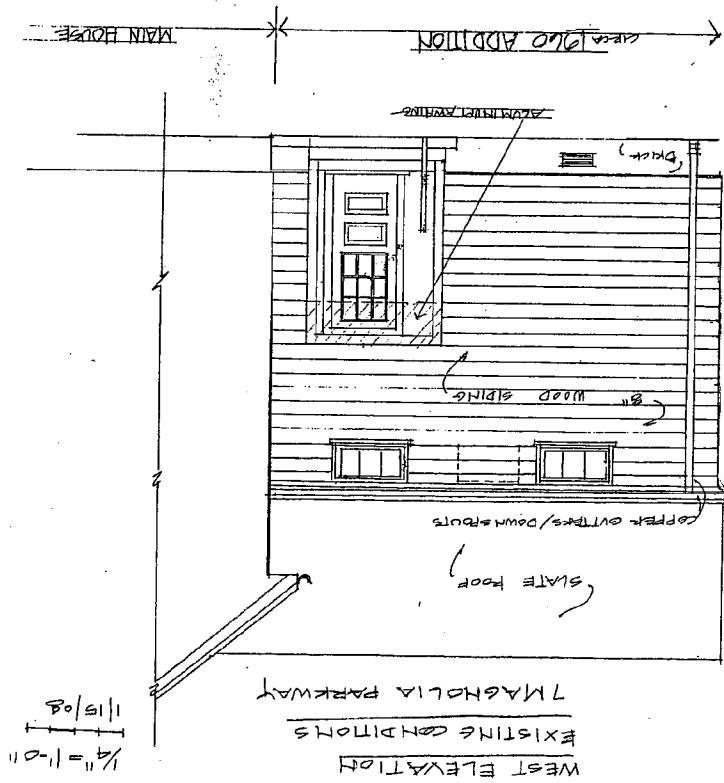 WEST ELEVATION
EXISTING CONDITIONS
7 MAGNOLIA PARKWAY
1/4" = 1'-0"
1/15/08
SLATE ROOF
COPPER GUTTERS/DOWNSPOUTS
8" WOOD SIDING
BRICK
ALUMINUM AWNING
CIRCA 1960 ADDITION
MAIN HOUSE